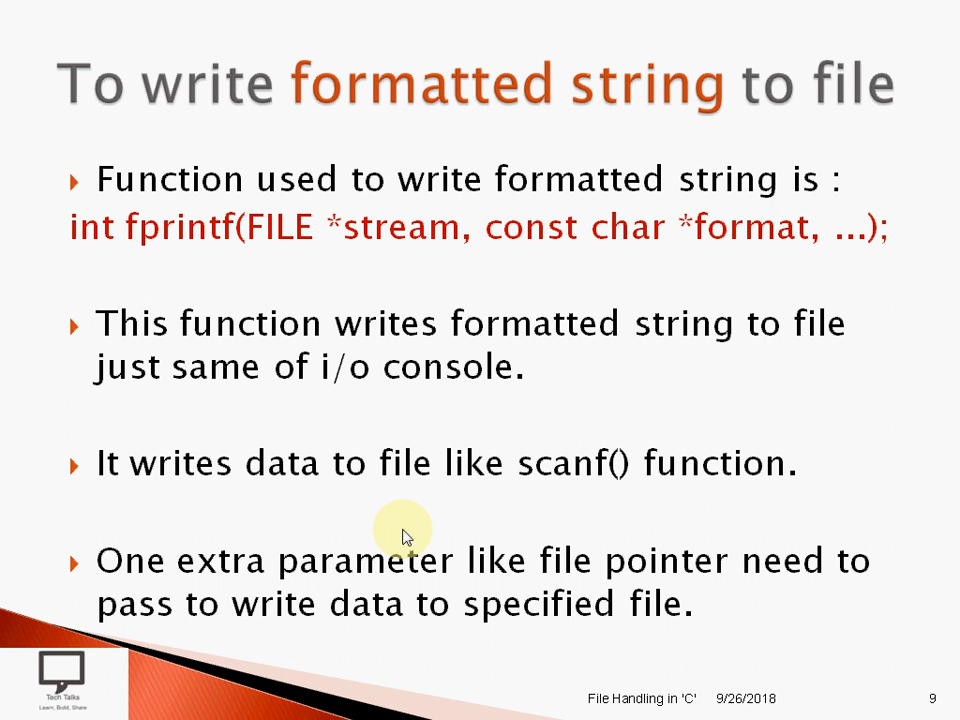 To write formatted string to file
Function used to write formatted string is :
int fprintf(FILE *stream, const char *format, ...);
This function writes formatted string to file
just same of i/o console.
It writes data to file like scanf() function.
One extra parameter like file pointer need to
pass to write data to specified file.
Tech Talks
Learn, Build, Share
File Handling in 'C' 9/26/2018 9